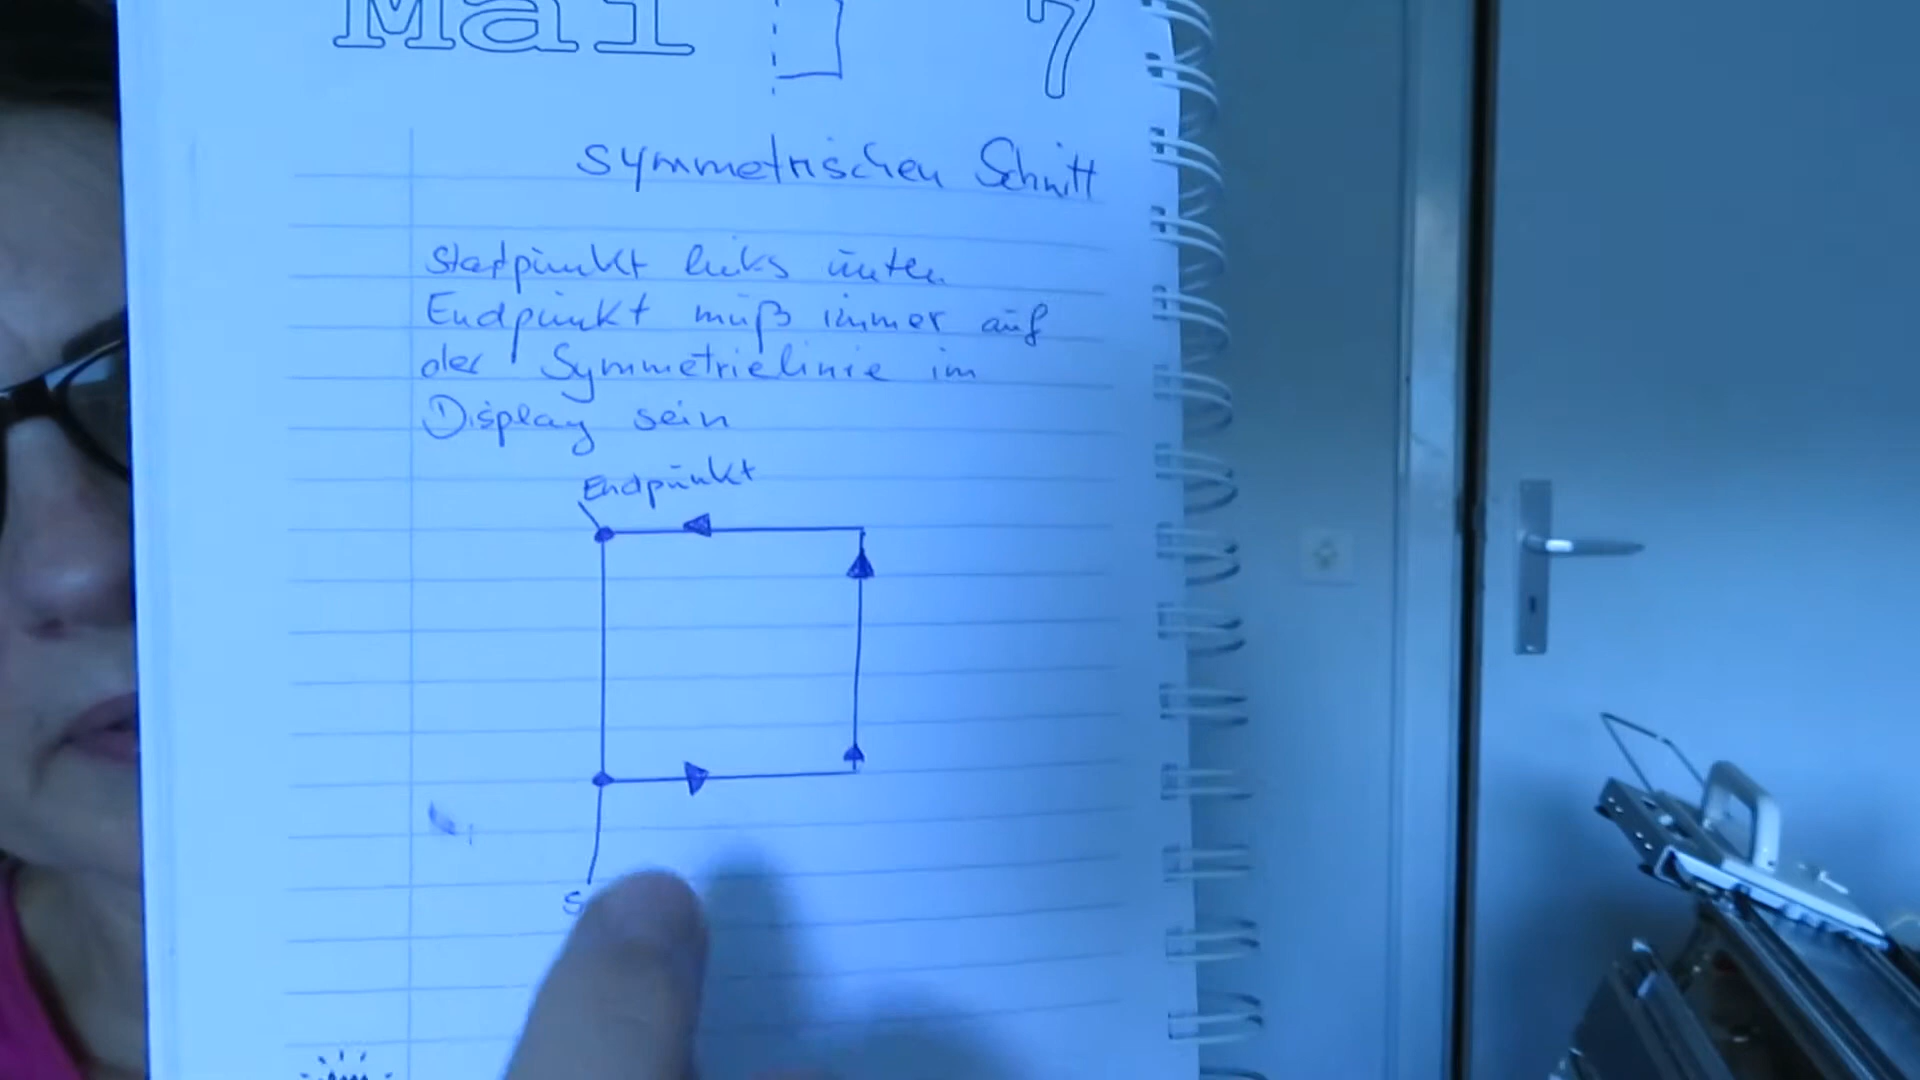 Mai 7
symmetrischen Schnitt
Startpunkt links unten
Endpunkt muß immer auf
der Symmetrielinie im
Display sein
Endpunkt
S